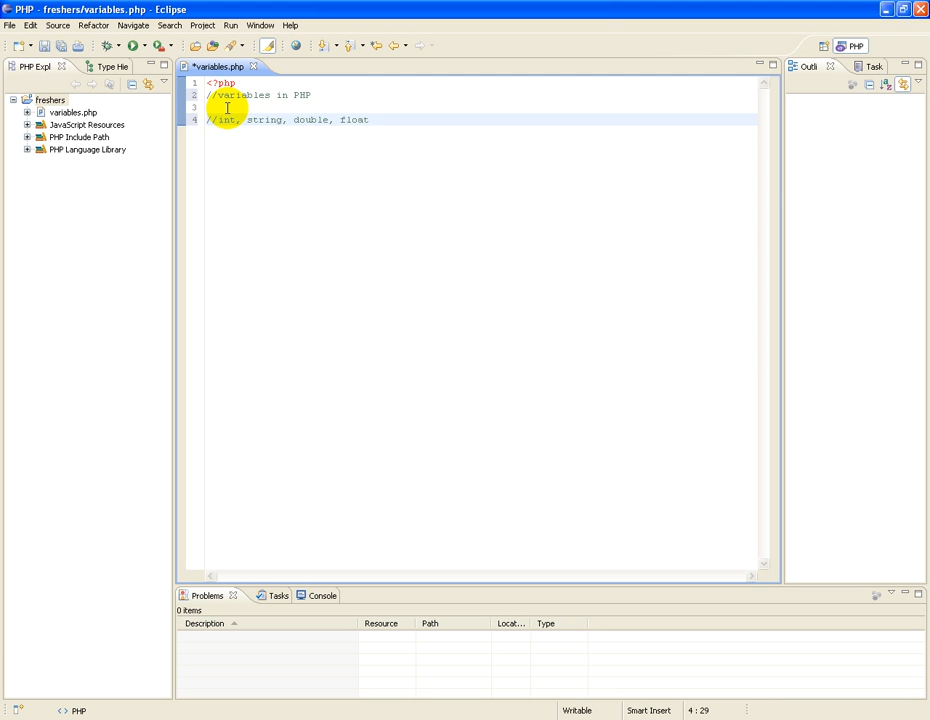 PHP - freshers/variables.php - Eclipse
File Edit Source Refactor Navigate Search Project Run Window Help
PHP
PHP Expl Type Hie
*variables.php
Outli Task
freshers
variables.php
JavaScript Resources
PHP Include Path
PHP Language Library
1 <?php
2 //variables in PHP
3
4 //int, string, double, float
Problems Tasks Console
0 items
Description Resource Path Locat... Type
<> PHP Writable Smart Insert 4 : 29